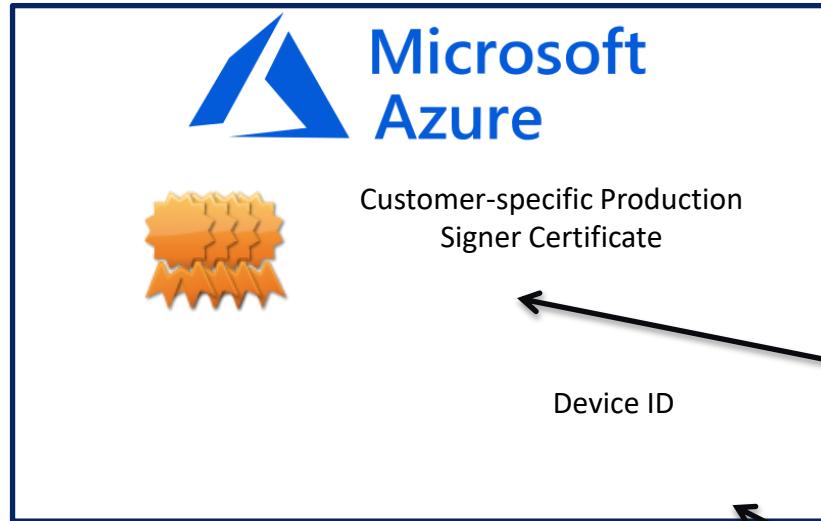 Microsoft
Azure
Customer-specific Production
Signer Certificate
Device ID